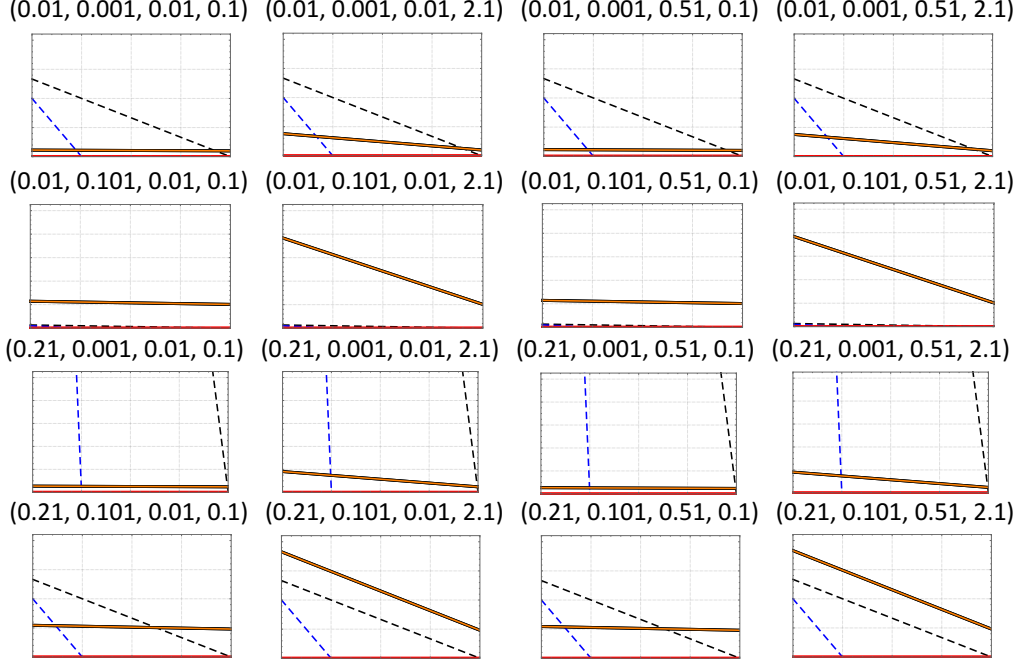 (0.01, 0.001, 0.01, 0.1) (0.01, 0.001, 0.01, 2.1) (0.01, 0.001, 0.51, 0.1) (0.01, 0.001, 0.51, 2.1)
(0.01, 0.101, 0.01, 0.1) (0.01, 0.101, 0.01, 2.1) (0.01, 0.101, 0.51, 0.1) (0.01, 0.101, 0.51, 2.1)
(0.21, 0.001, 0.01, 0.1) (0.21, 0.001, 0.01, 2.1) (0.21, 0.001, 0.51, 0.1) (0.21, 0.001, 0.51, 2.1)
(0.21, 0.101, 0.01, 0.1) (0.21, 0.101, 0.01, 2.1) (0.21, 0.101, 0.51, 0.1) (0.21, 0.101, 0.51, 2.1)